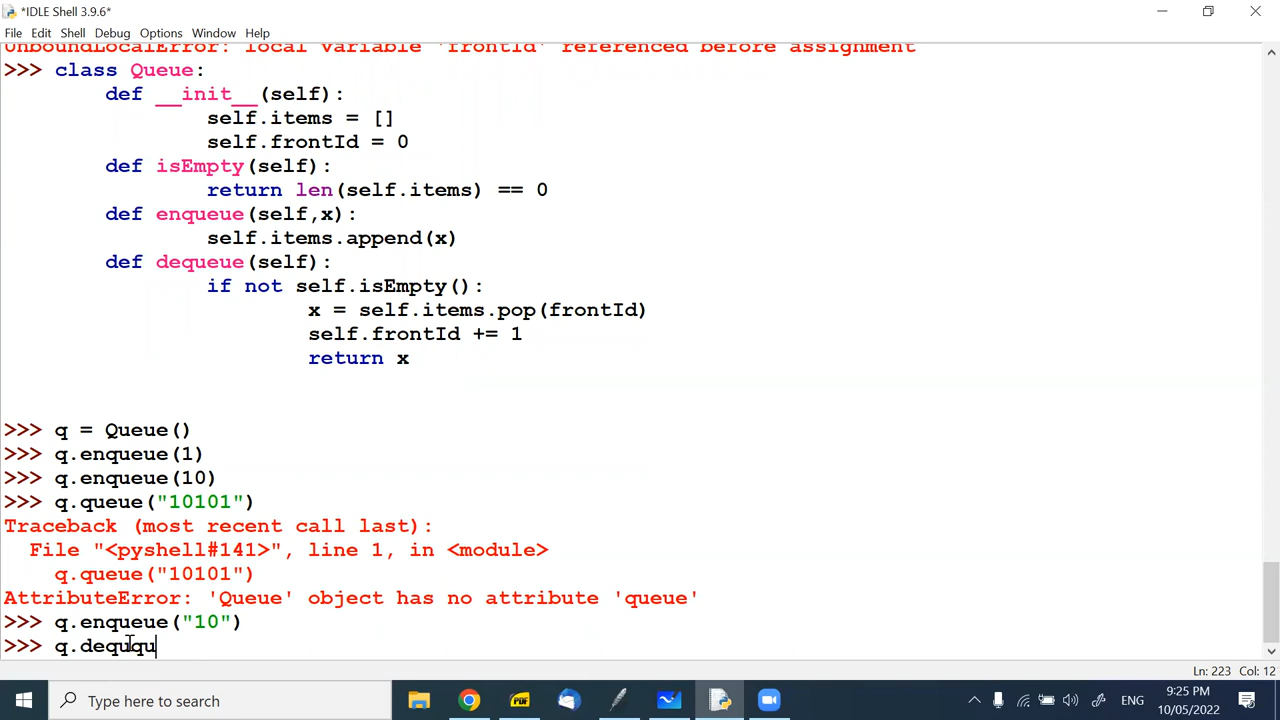 *IDLE Shell 3.9.6*
File Edit Shell Debug Options Window Help
UnboundLocalError: local variable 'frontId' referenced before assignment
>>> class Queue:
def __init__(self):
self.items = []
self.frontId = 0
def isEmpty(self):
return len(self.items) == 0
def enqueue(self,x):
self.items.append(x)
def dequeue(self):
if not self.isEmpty():
x = self.items.pop(frontId)
self.frontId += 1
return x
>>> q = Queue()
>>> q.enqueue(1)
>>> q.enqueue(10)
>>> q.queue("10101")
Traceback (most recent call last):
File "<pyshell#141>", line 1, in <module>
q.queue("10101")
AttributeError: 'Queue' object has no attribute 'queue'
>>> q.enqueue("10")
>>> q.deququ
Ln: 223 Col: 12
Type here to search
PDF
ENG
9:25 PM
10/05/2022